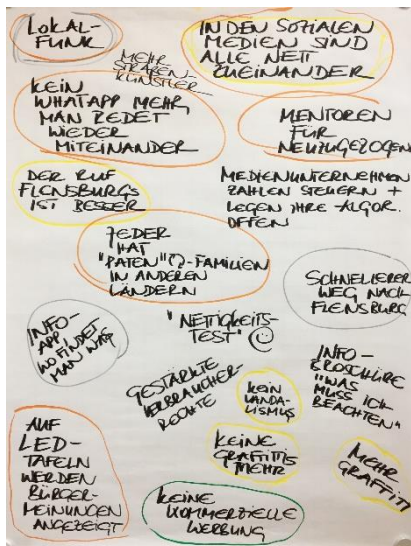 LOKAL-
FUNK
IN DEN SOZIALEN
MEDIEN SIND
ALLE NETT
ZUEINANDER
MEHR
STRAßEN-
KÜNSTLER
KEIN
WHATAPP MEHR,
MAN REDET
WIEDER
MITEINANDER
MENTOREN
FÜR
NEUZUGEZOGENE
DER RUF
FLENSBURGS
IST BESSER
MEDIENUNTERNEHMEN
ZAHLEN STEUERN +
LEGEN IHRE ALGOR.
OFFEN
JEDER
HAT
"PATEN"(?)-FAMILIEN
IN ANDEREN
LÄNDERN
SCHNELLERER
WEG NACH
FLENSBURG
INFO-
APP,
WO FINDET
MAN WAS
"NETTIGKEITS-
TEST"
GESTÄRKTE
VERBRAUCHER-
RECHTE
KEIN
VANDA-
LISMUS
INFO-
BROSCHÜRE
"WAS
MUSS ICH
BEACHTEN"
AUF
LED-
TAFELN
WERDEN
BÜRGER-
MEINUNGEN
ANGEZEIGT
KEINE
GRAFFITIS
MEHR
MEHR
GRAFFITI
KEINE
KOMMERZIELLE
WERBUNG